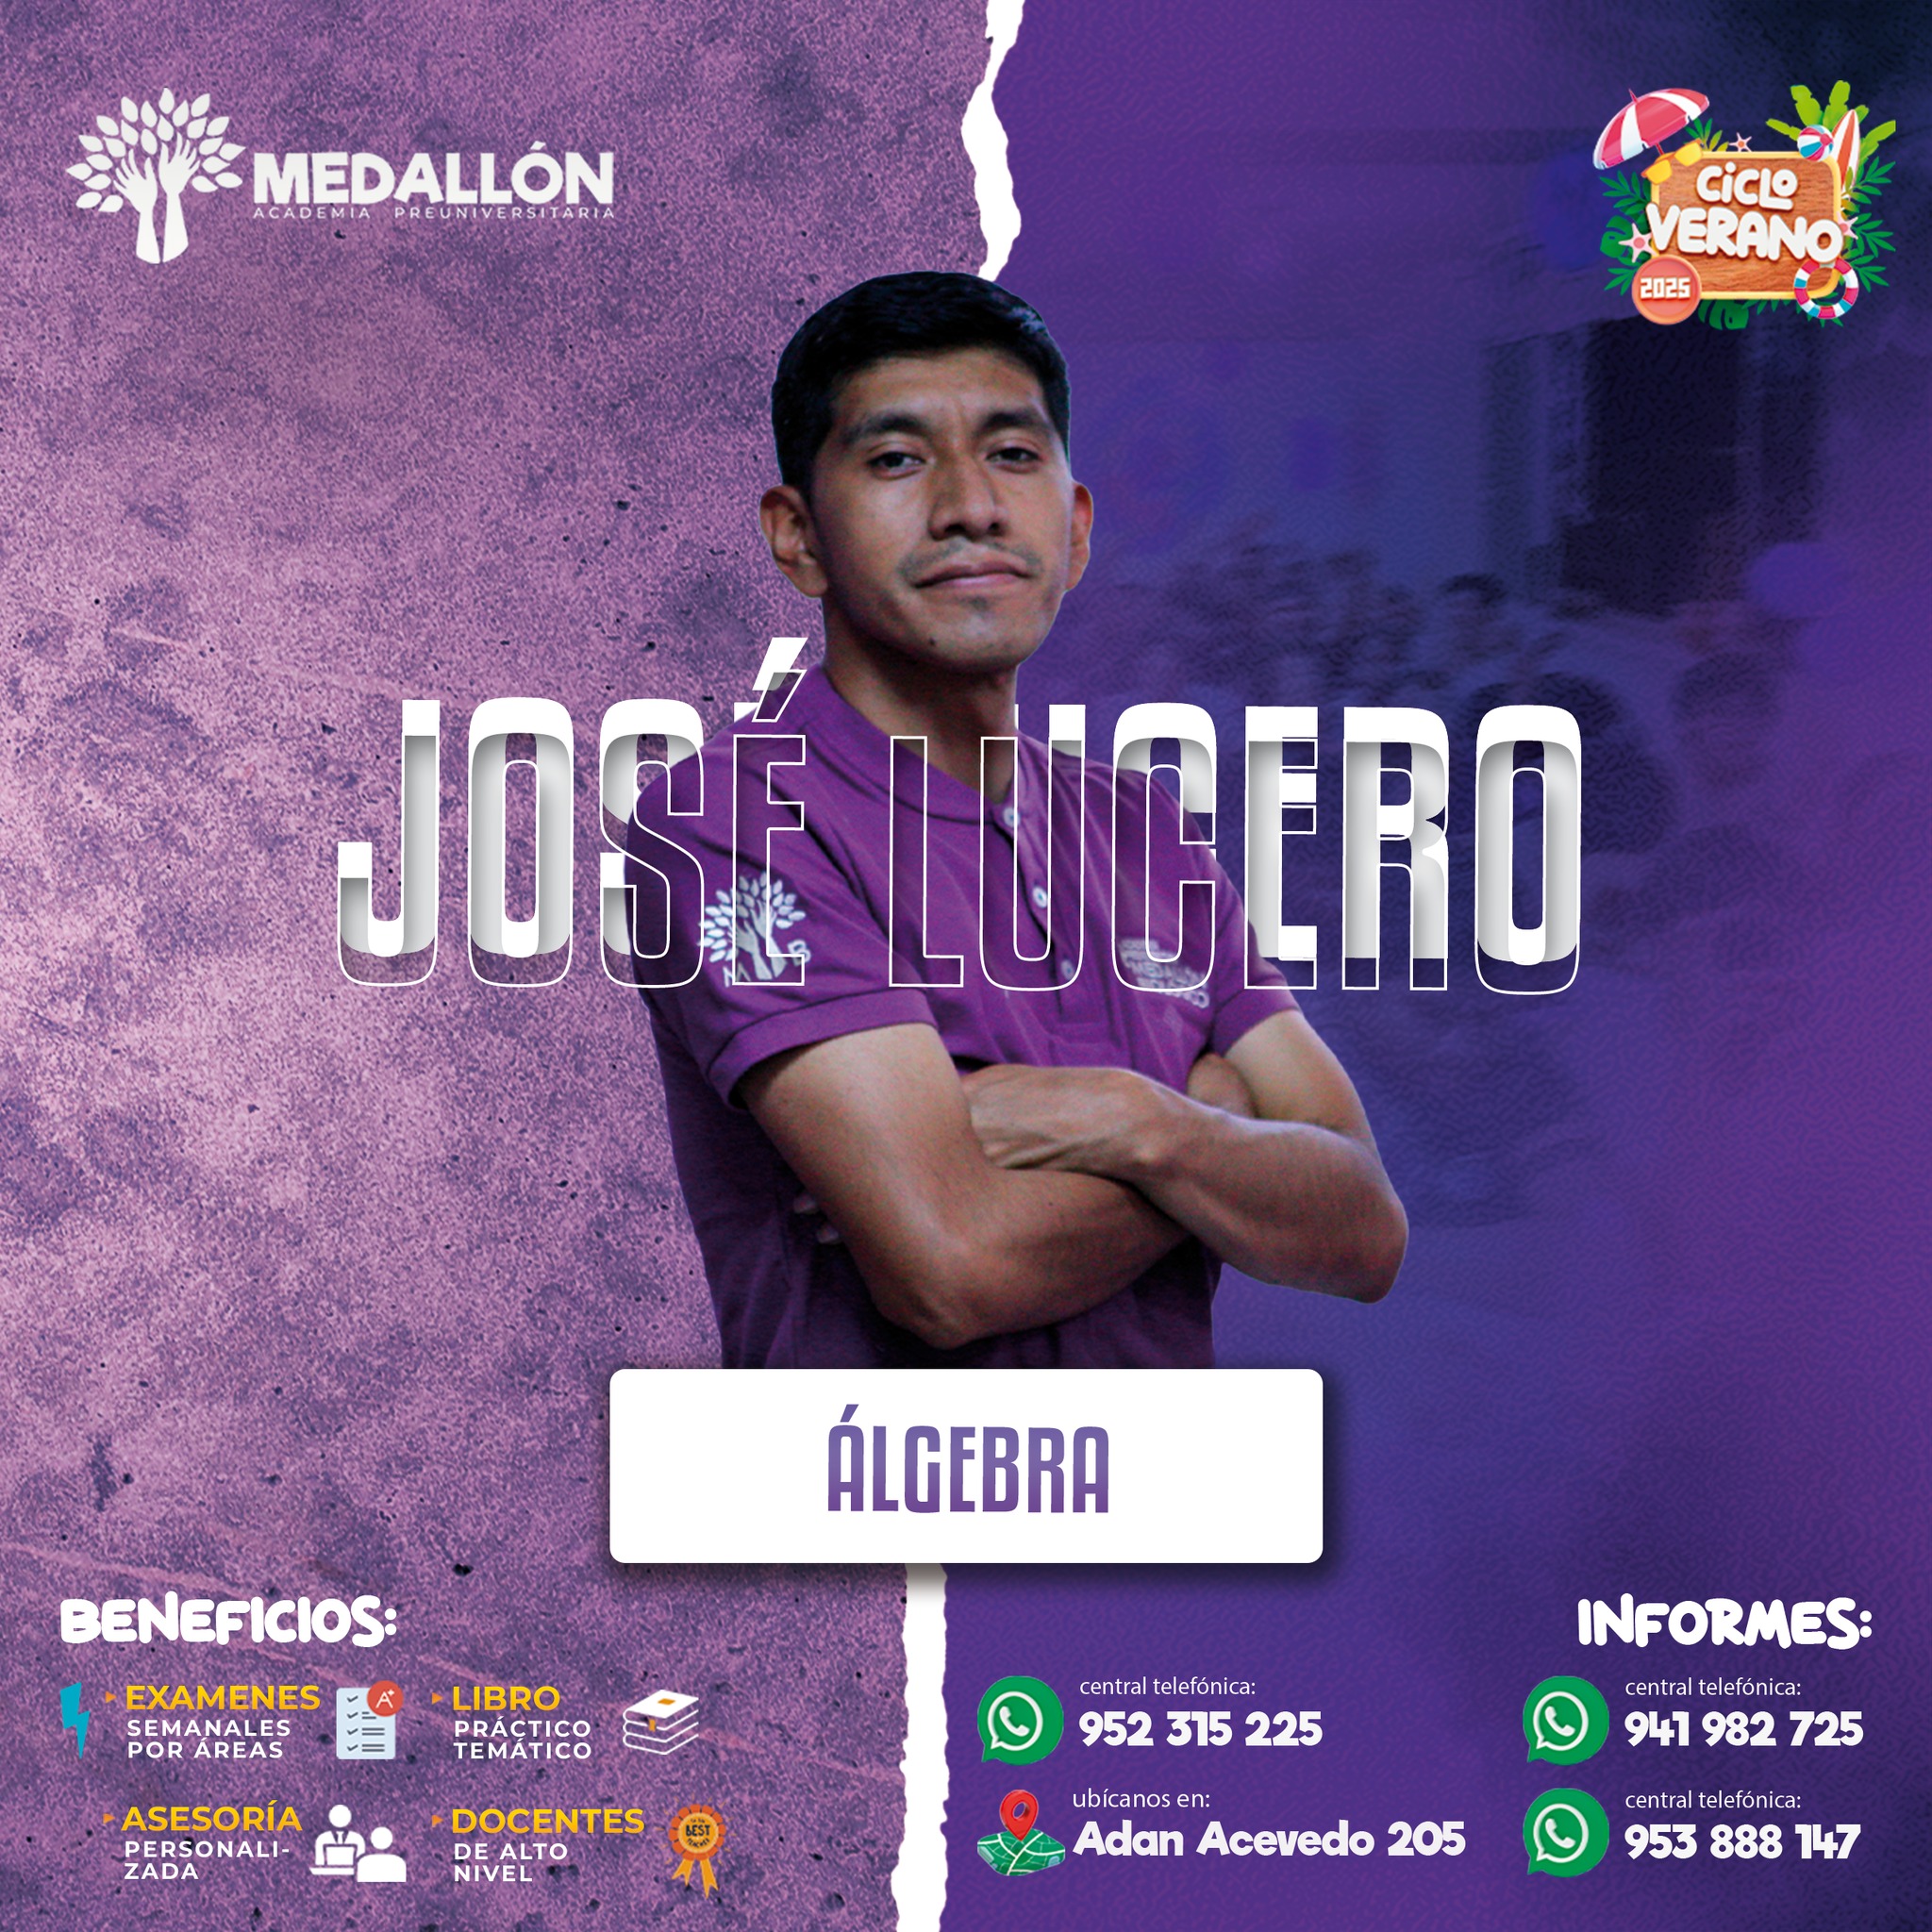 MEDALLÓN
ACADEMIA PREUNIVERSITARIA
CiCLO
VERANO
2025
JOSÉ LUCERO
ÁLGEBRA
BENEFICIOS:
EXAMENES
SEMANALES
POR ÁREAS
A+
LIBRO
PRÁCTICO
TEMÁTICO
ASESORÍA
PERSONALI-
ZADA
DOCENTES
DE ALTO
NIVEL
BEST
INFORMES:
central telefónica:
952 315 225
central telefónica:
941 982 725
ubícanos en:
Adan Acevedo 205
central telefónica:
953 888 147